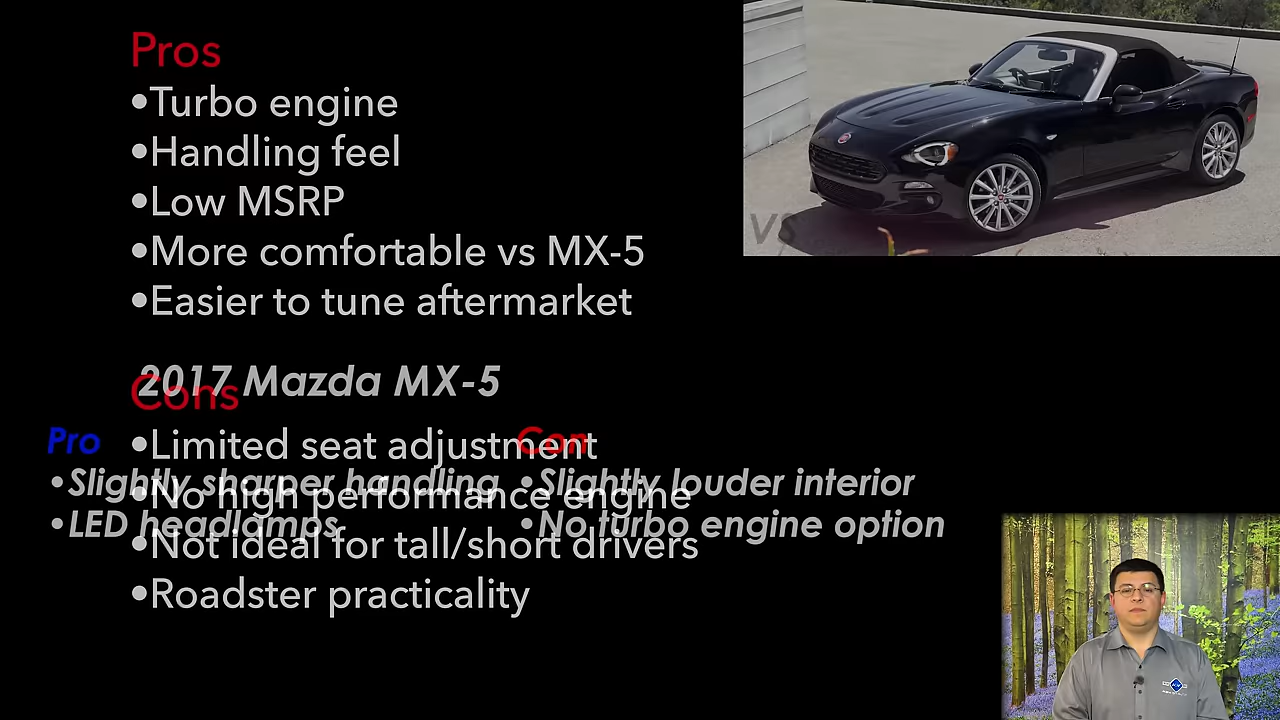 Pros
•Turbo engine
•Handling feel
•Low MSRP
•More comfortable vs MX-5
•Easier to tune aftermarket
VS
2017 Mazda MX-5
Cons
Pro
Con
•Limited seat adjustment
•Slightly sharper handling
•Slightly louder interior
•No high performance engine
•LED headlamps
•No turbo engine option
•Not ideal for tall/short drivers
•Roadster practicality